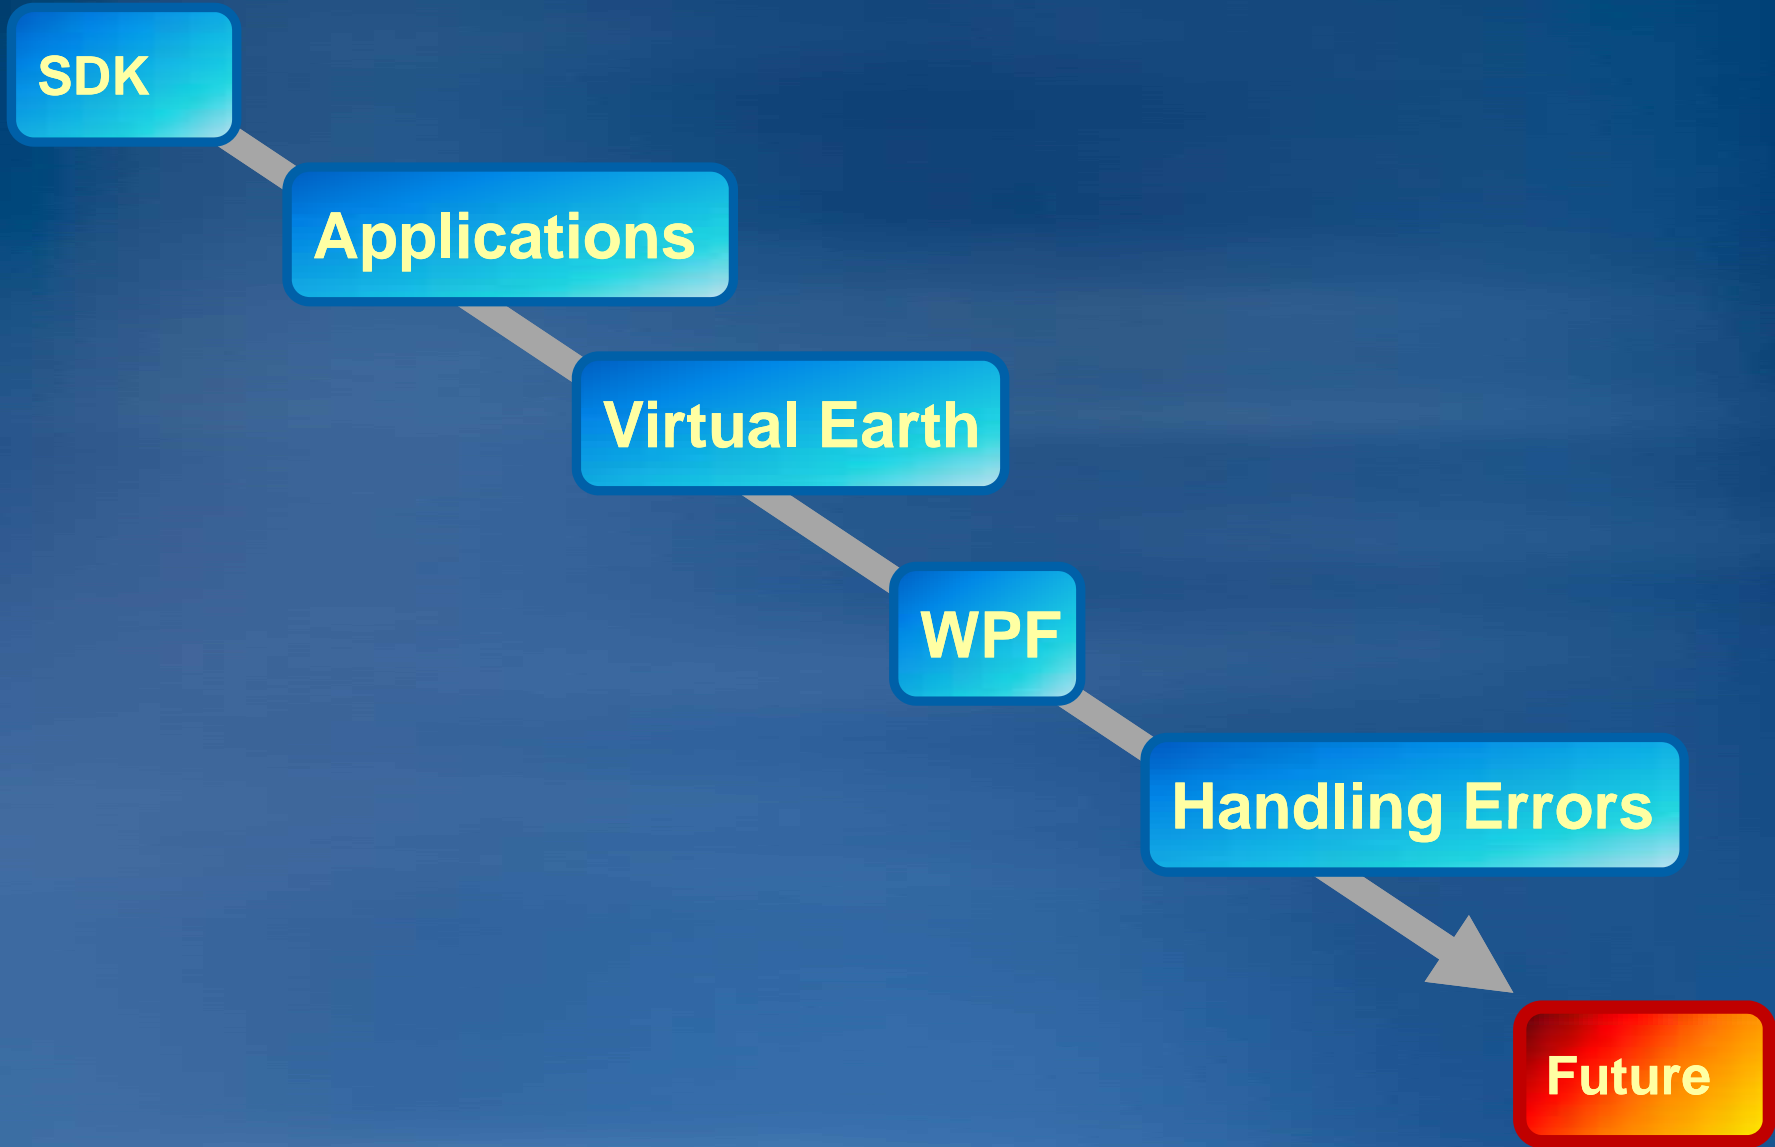 SDK
Applications
Virtual Earth
WPF
Handling Errors
Future